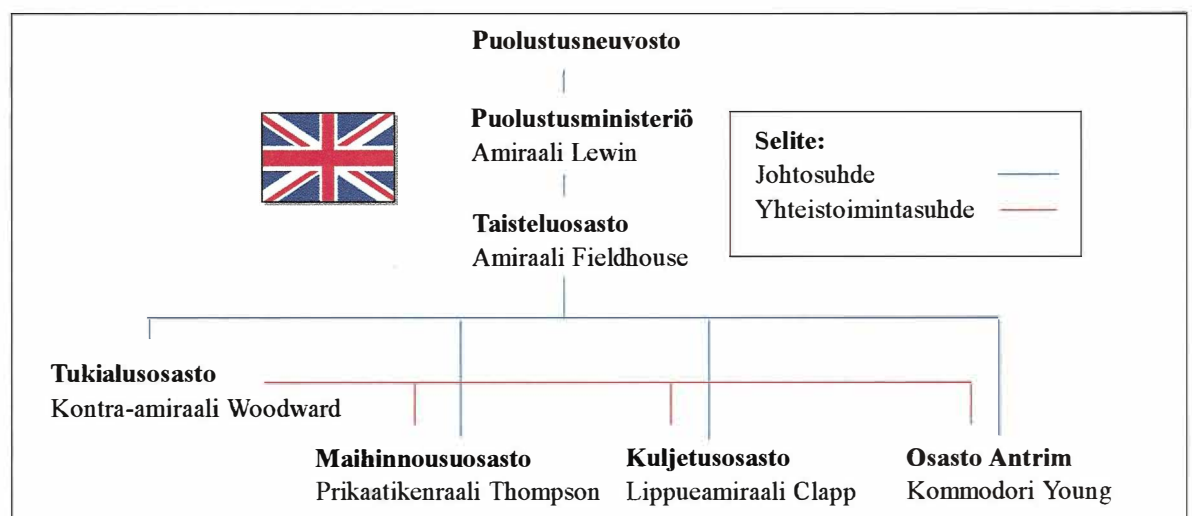 Puolustusneuvosto
Puolustusministeriö
Amiraali Lewin
Selite:
Johtosuhde
Yhteistoimintasuhde
Taisteluosasto
Amiraali Fieldhouse
Tukialusosasto
Kontra-amiraali Woodward
Maihinnousuosasto
Prikaatikenraali Thompson
Kuljetusosasto
Lippueamiraali Clapp
Osasto Antrim
Kommodori Young